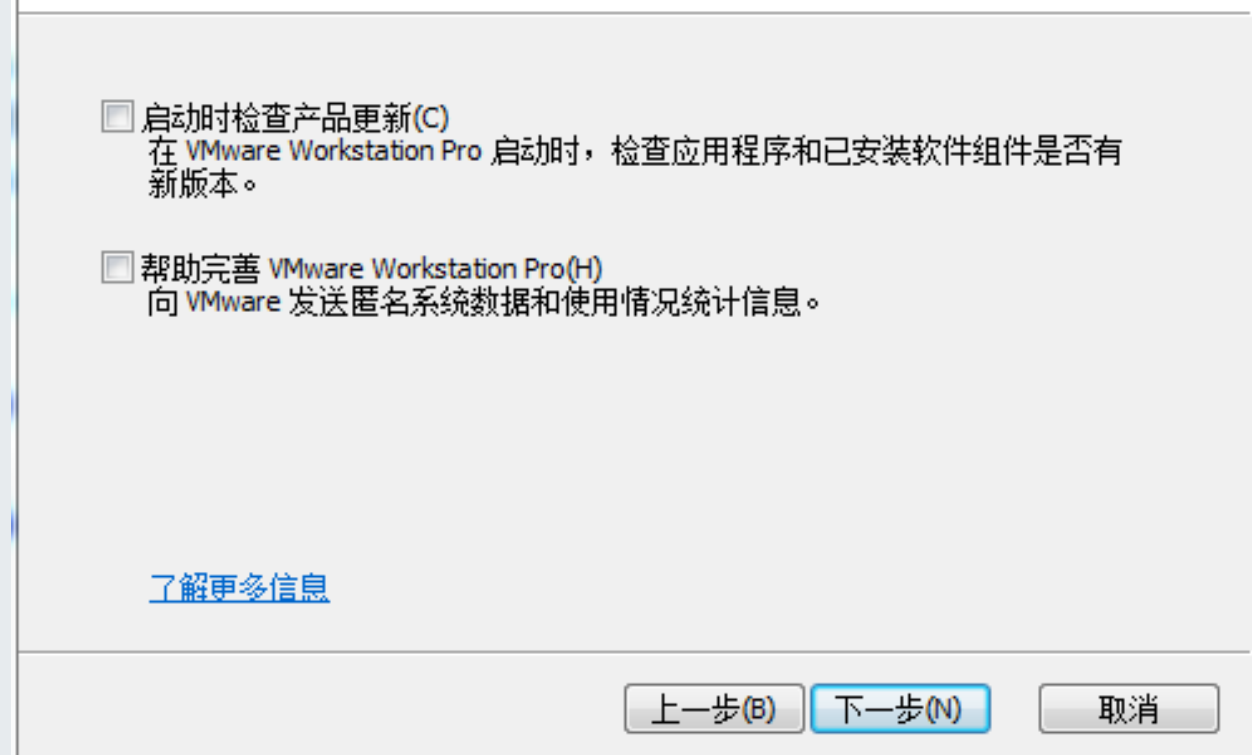 启动时检查产品更新(C)
在 VMware Workstation Pro 启动时，检查应用程序和已安装软件组件是否有
新版本。
帮助完善 VMware Workstation Pro(H)
向 VMware 发送匿名系统数据和使用情况统计信息。
了解更多信息
上一步(B)
下一步(N)
取消